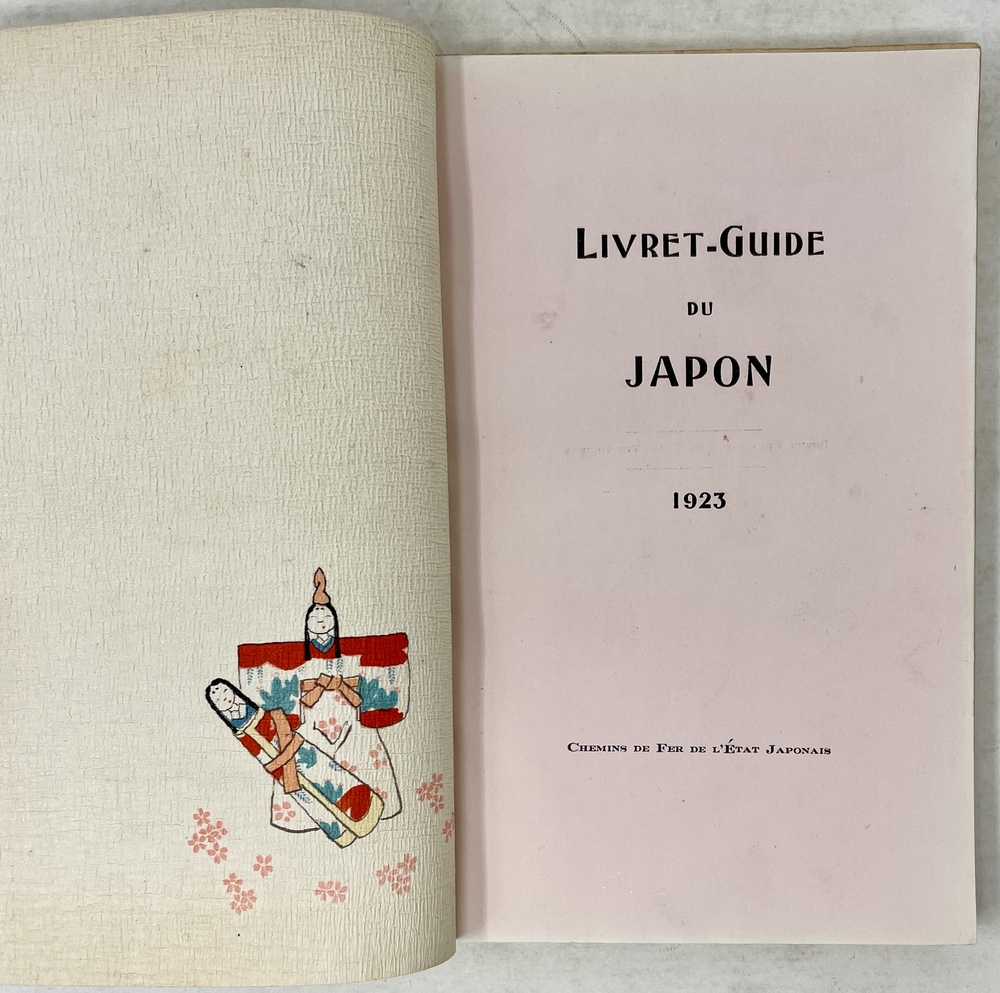 LIVRET-GUIDE
DU
JAPON
1923
CHEMINS DE FER DE L'ÉTAT JAPONAIS